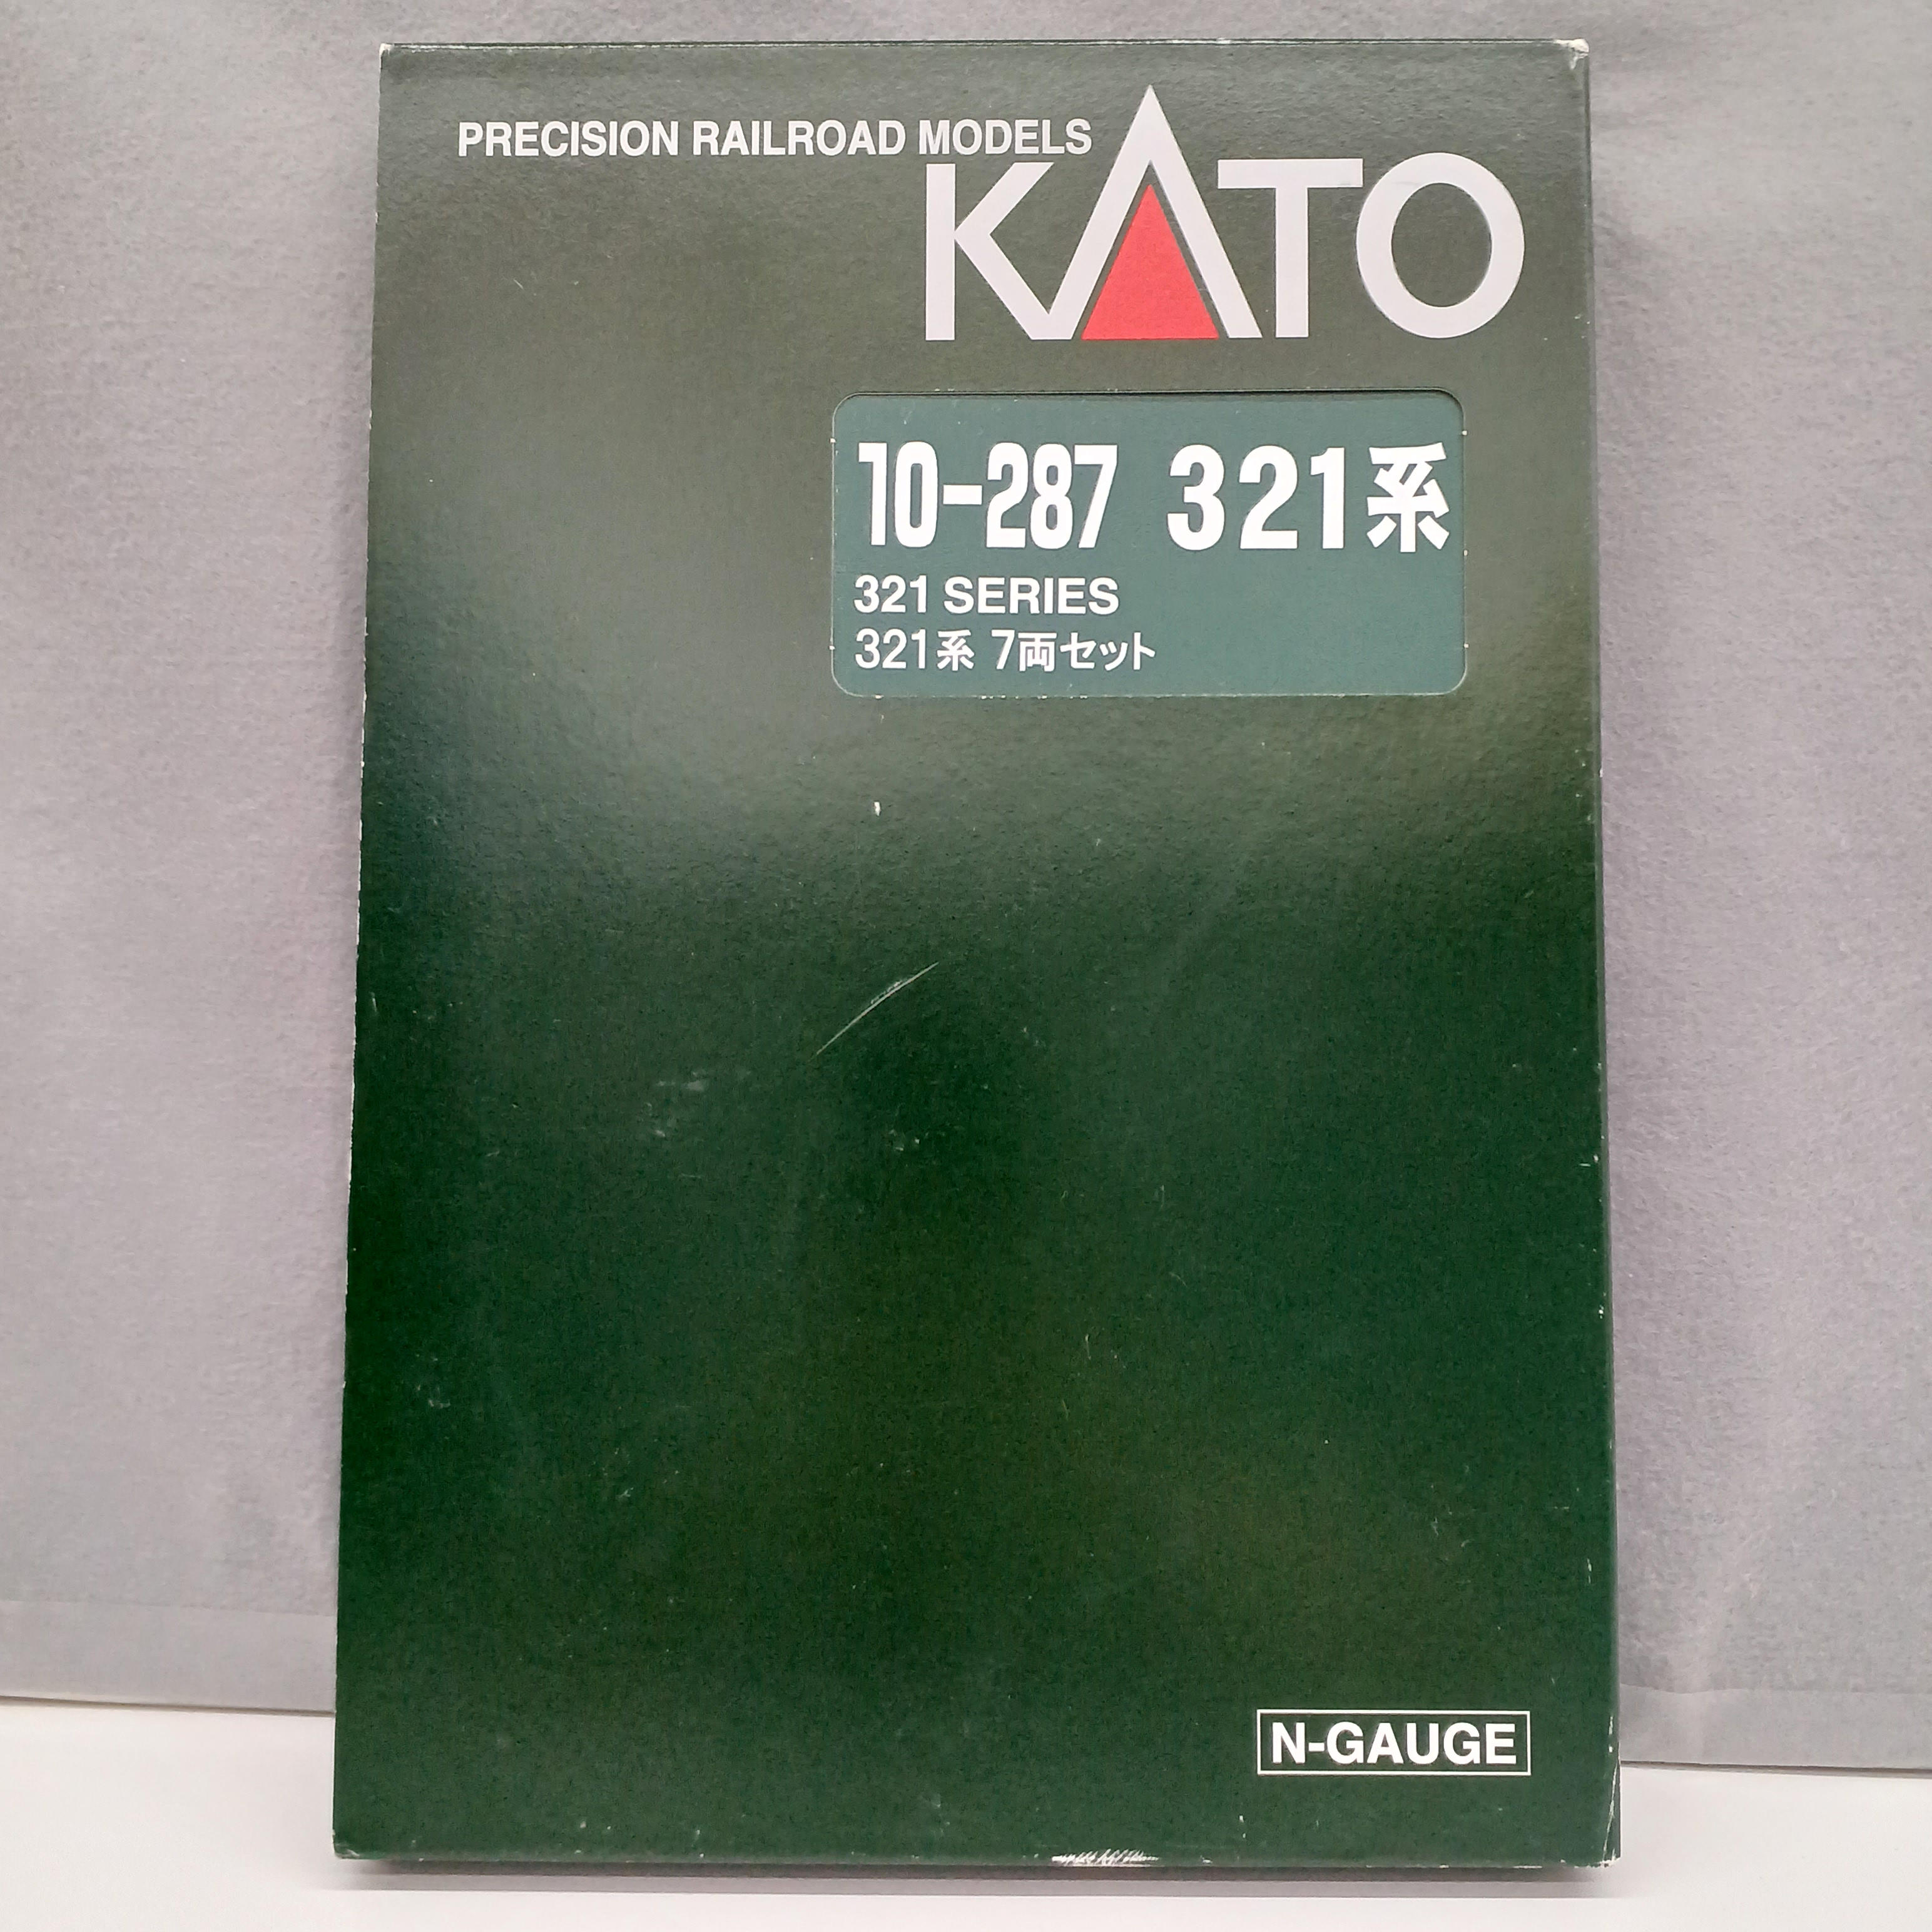 PRECISION RAILROAD MODELS
KATO
10-287 321系
321 SERIES
321系 7両セット
N-GAUGE